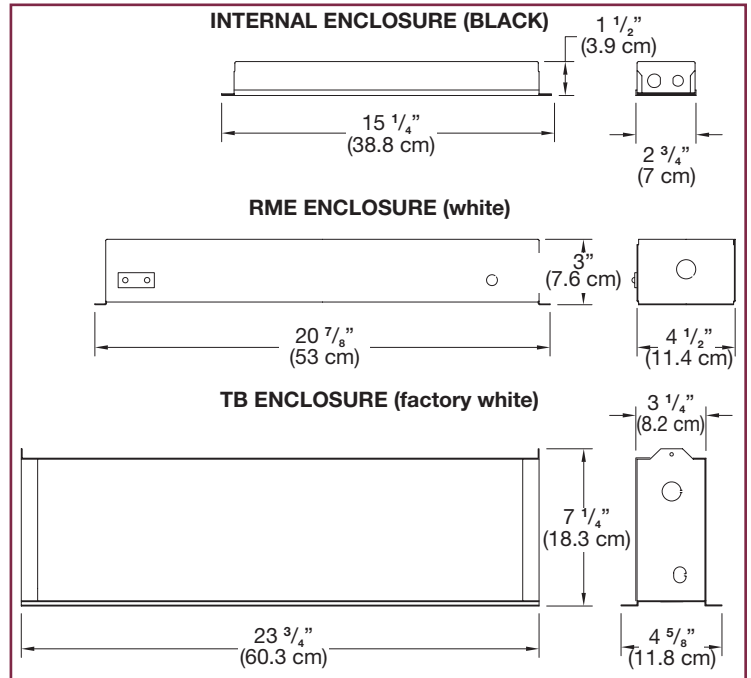 INTERNAL ENCLOSURE (BLACK)
1 1/2”
(3.9 cm)
15 1/4”
(38.8 cm)
2 3/4”
(7 cm)
RME ENCLOSURE (white)
3”
(7.6 cm)
20 7/8”
(53 cm)
4 1/2”
(11.4 cm)
TB ENCLOSURE (factory white)
3 1/4”
(8.2 cm)
7 1/4”
(18.3 cm)
23 3/4”
(60.3 cm)
4 5/8”
(11.8 cm)